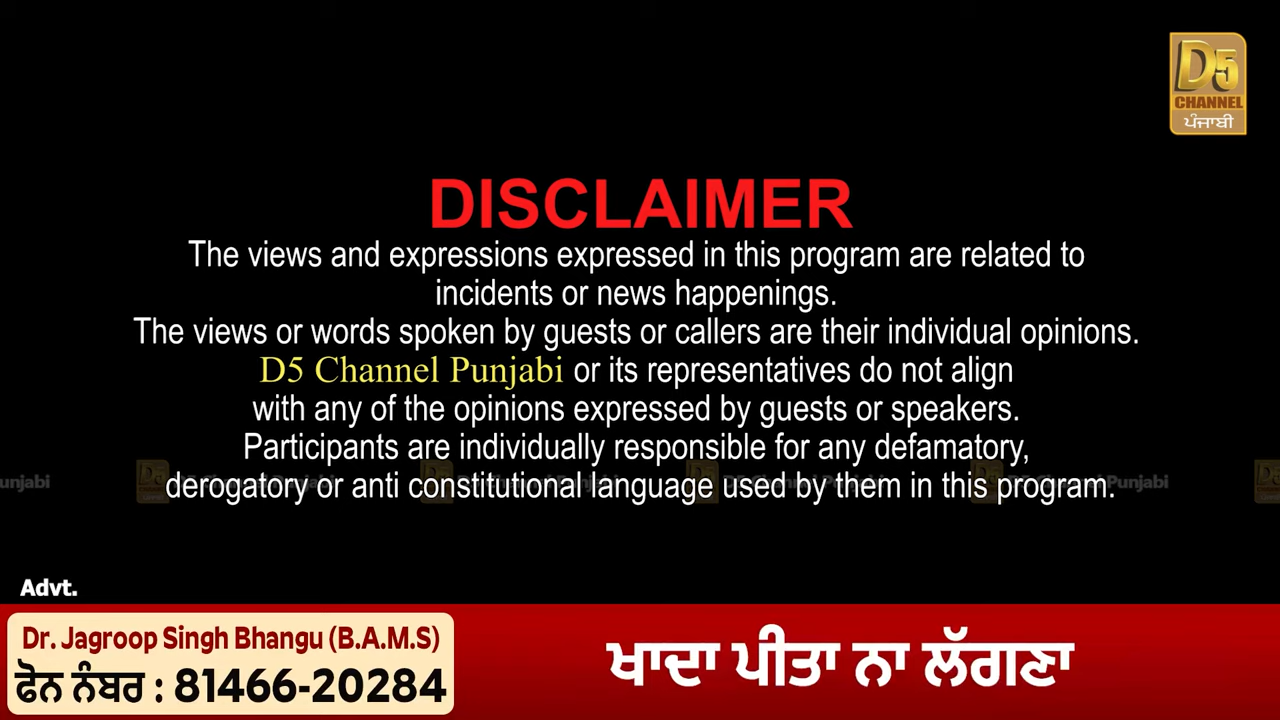 D5
CHANNEL
ਪੰਜਾਬੀ
DISCLAIMER
The views and expressions expressed in this program are related to
incidents or news happenings.
The views or words spoken by guests or callers are their individual opinions.
D5 Channel Punjabi or its representatives do not align
with any of the opinions expressed by guests or speakers.
Participants are individually responsible for any defamatory,
derogatory or anti constitutional language used by them in this program.
Advt.
Dr. Jagroop Singh Bhangu (B.A.M.S)
ਫੋਨ ਨੰਬਰ : 81466-20284
ਖਾਦਾ ਪੀਤਾ ਨਾ ਲੱਗਣਾ